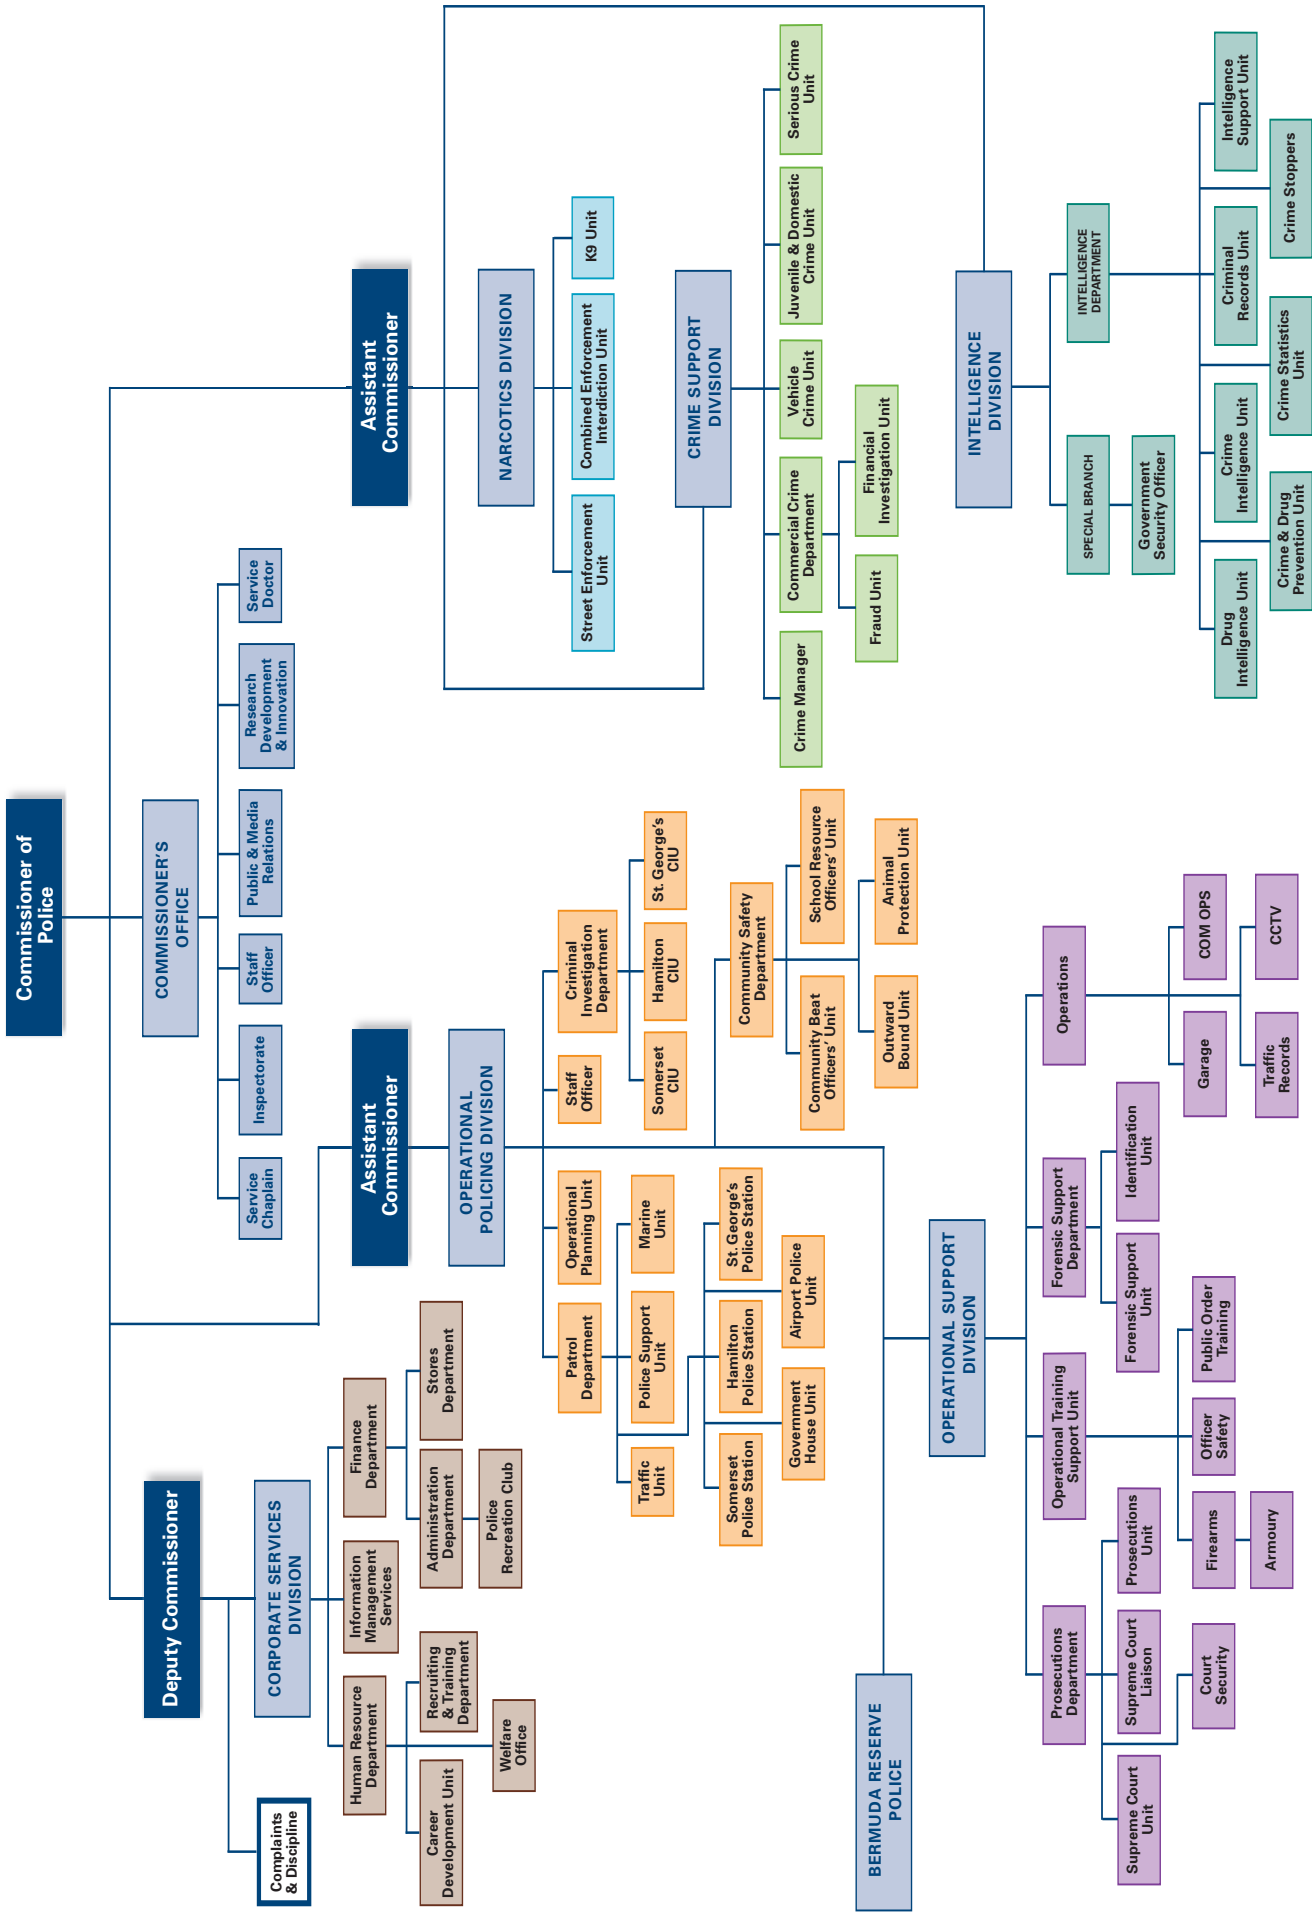 Commissioner of
Police
COMMISSIONER'S
OFFICE
Service
Chaplain
Inspectorate
Staff
Officer
Public & Media
Relations
Research
Development
& Innovation
Service
Doctor
Deputy Commissioner
Complaints
& Discipline
CORPORATE SERVICES
DIVISION
Human Resource
Department
Information
Management
Services
Finance
Department
Career
Development Unit
Recruiting
& Training
Department
Welfare
Office
Administration
Department
Stores
Department
Police
Recreation Club
Assistant
Commissioner
OPERATIONAL
POLICING DIVISION
Patrol
Department
Operational
Planning Unit
Staff
Officer
Criminal
Investigation
Department
Traffic
Unit
Police Support
Unit
Marine
Unit
Somerset
CIU
Hamilton
CIU
St. George's
CIU
Somerset
Police Station
Hamilton
Police Station
St. George's
Police Station
Government
House Unit
Airport Police
Unit
Community Safety
Department
Community Beat
Officers' Unit
School Resource
Officers' Unit
Outward
Bound Unit
Animal
Protection Unit
BERMUDA RESERVE
POLICE
OPERATIONAL SUPPORT
DIVISION
Prosecutions
Department
Operational Training
Support Unit
Forensic Support
Department
Operations
Supreme Court
Unit
Supreme Court
Liaison
Prosecutions
Unit
Court
Security
Firearms
Officer
Safety
Public Order
Training
Armoury
Forensic Support
Unit
Identification
Unit
Garage
COM OPS
Traffic
Records
CCTV
Assistant
Commissioner
NARCOTICS DIVISION
Street Enforcement
Unit
Combined Enforcement
Interdiction Unit
K9 Unit
CRIME SUPPORT
DIVISION
Crime Manager
Commercial Crime
Department
Vehicle
Crime Unit
Juvenile & Domestic
Crime Unit
Serious Crime
Unit
Fraud Unit
Financial
Investigation Unit
INTELLIGENCE
DIVISION
SPECIAL BRANCH
INTELLIGENCE
DEPARTMENT
Government
Security Officer
Drug
Intelligence Unit
Crime
Intelligence Unit
Criminal
Records Unit
Intelligence
Support Unit
Crime & Drug
Prevention Unit
Crime Statistics
Unit
Crime Stoppers